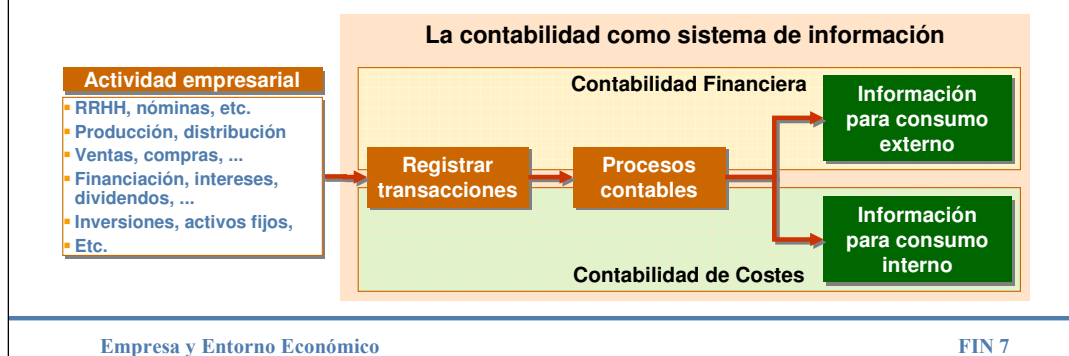 La contabilidad como sistema de información
Actividad empresarial
▪ RRHH, nóminas, etc.
▪ Producción, distribución
▪ Ventas, compras, ...
▪ Financiación, intereses,
dividendos, ...
▪ Inversiones, activos fijos,
▪ Etc.
Contabilidad Financiera
Registrar
transacciones
Procesos
contables
Información
para consumo
externo
Información
para consumo
interno
Contabilidad de Costes
Empresa y Entorno Económico
FIN 7